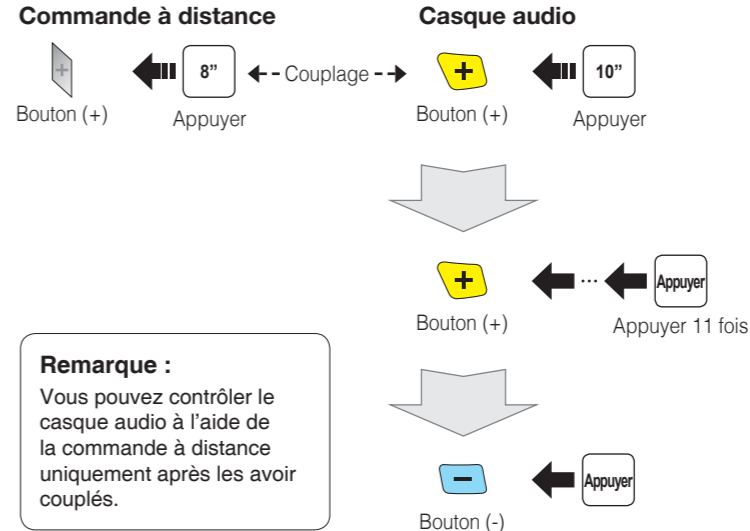 Commande à distance
Casque audio
+
8”
Couplage
+
10”
Bouton (+)
Appuyer
Bouton (+)
Appuyer
+
...
Appuyer
Bouton (+)
Appuyer 11 fois
Remarque :
Vous pouvez contrôler le
casque audio à l’aide de
la commande à distance
uniquement après les avoir
couplés.
−
Appuyer
Bouton (-)